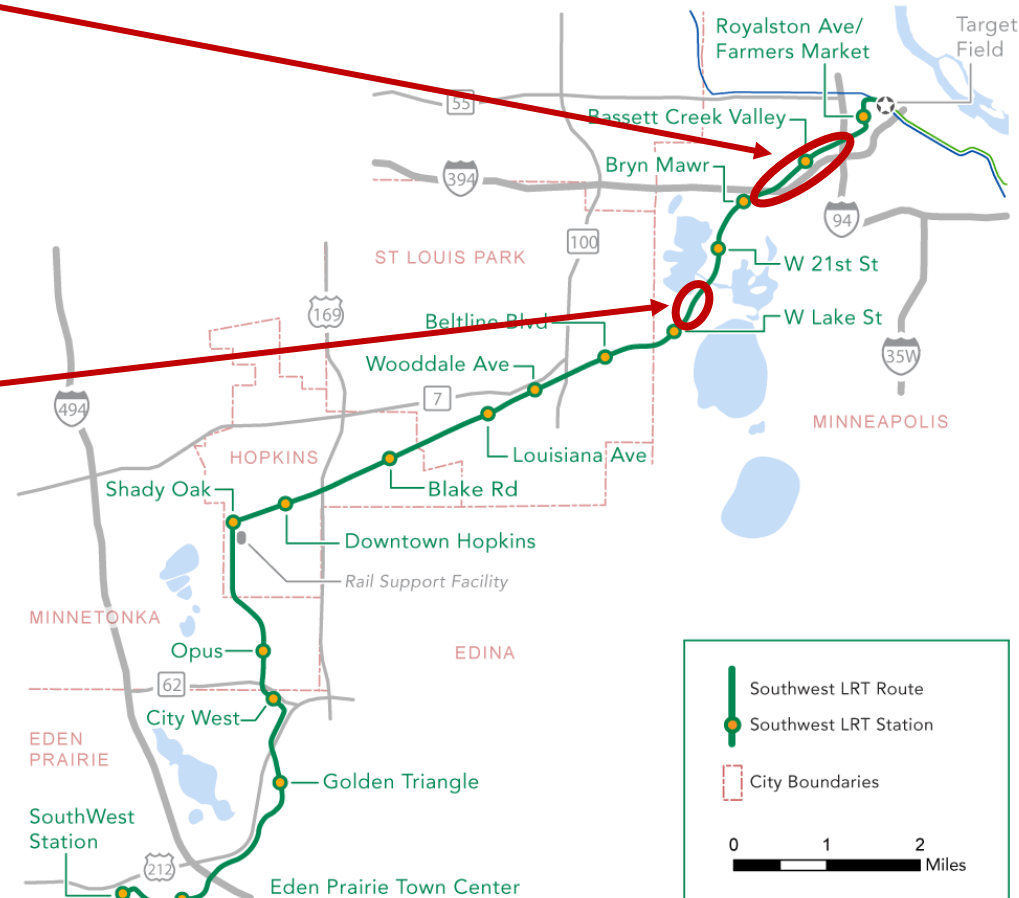 Royalston Ave/
Farmers Market
Target
Field
55
Bassett Creek Valley
Bryn Mawr
394
94
100
ST LOUIS PARK
W 21st St
169
Beltline Blvd
W Lake St
Wooddale Ave
35W
7
494
MINNEAPOLIS
HOPKINS
Louisiana Ave
Shady Oak
Blake Rd
Downtown Hopkins
Rail Support Facility
MINNETONKA
Opus
EDINA
62
City West
EDEN
PRAIRIE
Golden Triangle
SouthWest
Station
212
Eden Prairie Town Center
Southwest LRT Route
Southwest LRT Station
City Boundaries
0 1 2
Miles